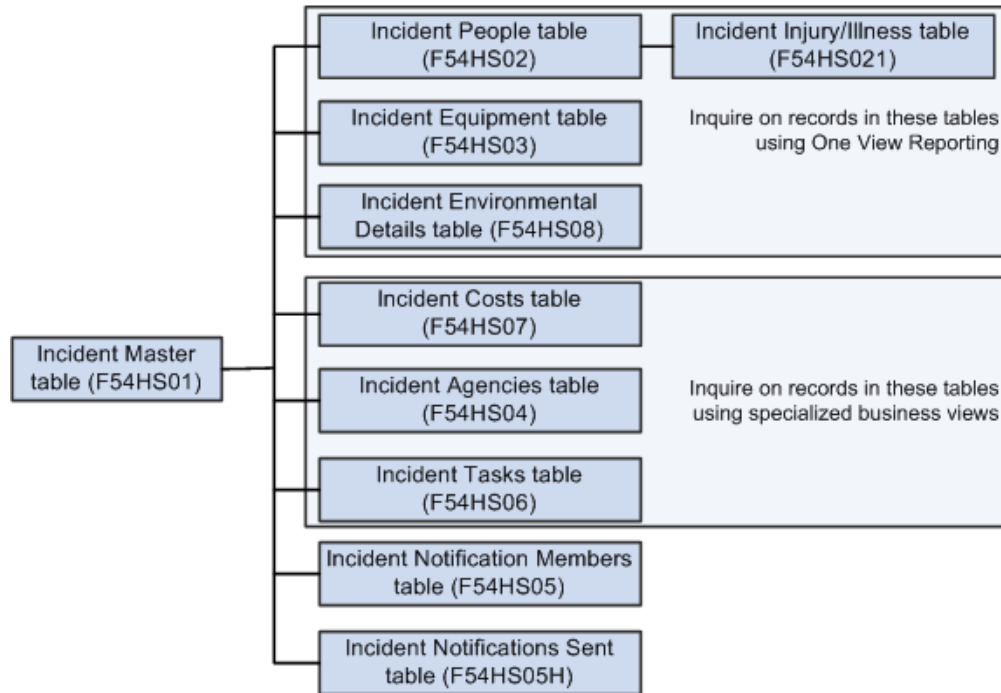 Incident People table
(F54HS02)
Incident Injury/Illness table
(F54HS021)
Incident Equipment table
(F54HS03)
Inquire on records in these tables
using One View Reporting
Incident Environmental
Details table (F54HS08)
Incident Costs table
(F54HS07)
Incident Master
table (F54HS01)
Incident Agencies table
(F54HS04)
Inquire on records in these tables
using specialized business views
Incident Tasks table
(F54HS06)
Incident Notification Members
table (F54HS05)
Incident Notifications Sent
table (F54HS05H)